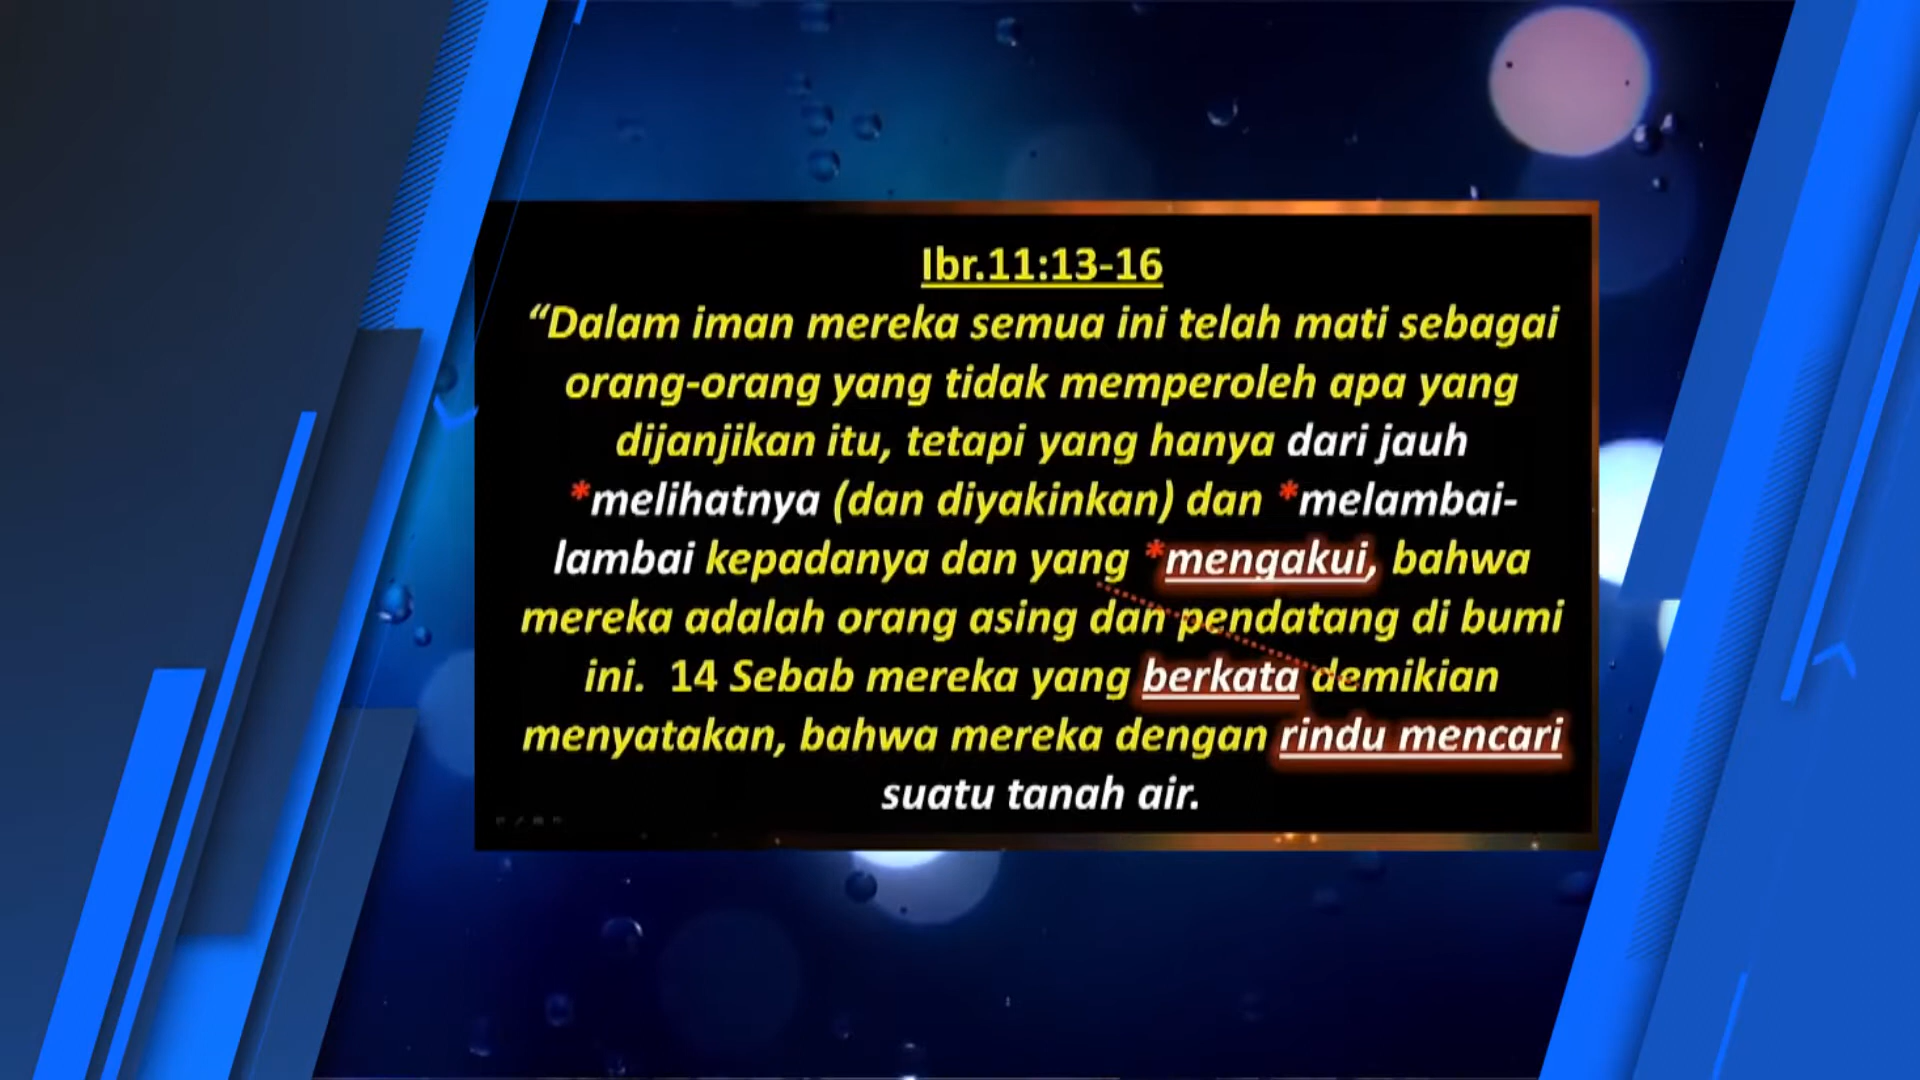 Ibr.11:13-16
“Dalam iman mereka semua ini telah mati sebagai
orang-orang yang tidak memperoleh apa yang
dijanjikan itu, tetapi yang hanya dari jauh
*melihatnya (dan diyakinkan) dan *melambai-
lambai kepadanya dan yang *mengakui, bahwa
mereka adalah orang asing dan pendatang di bumi
ini.  14 Sebab mereka yang berkata demikian
menyatakan, bahwa mereka dengan rindu mencari
suatu tanah air.